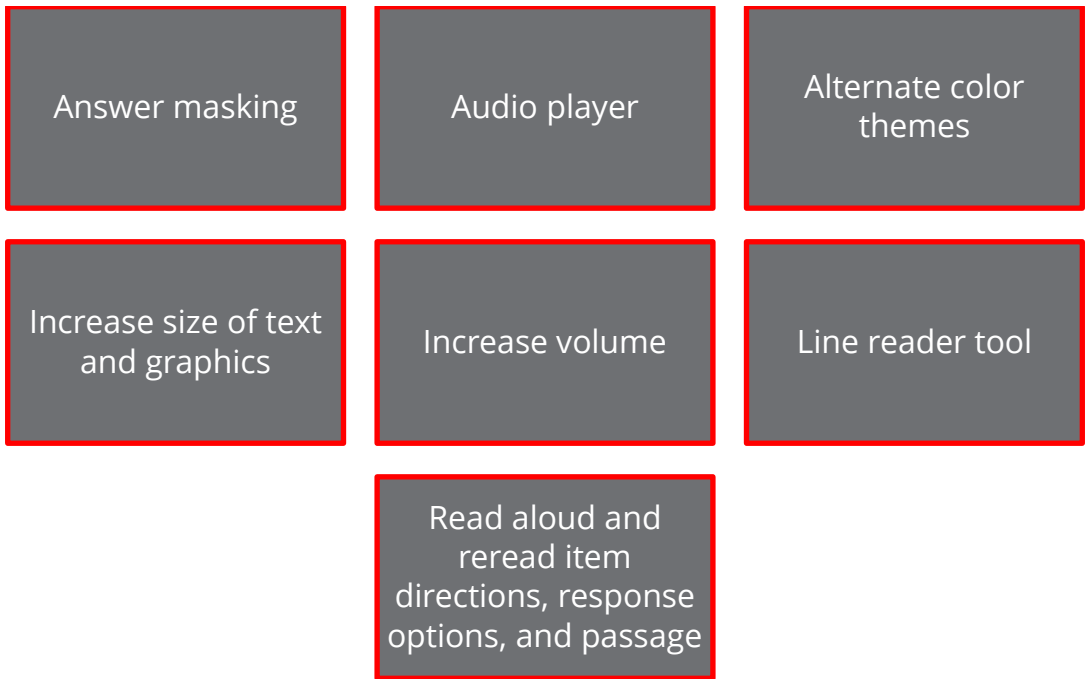 Answer masking
Audio player
Alternate color
themes
Increase size of text
and graphics
Increase volume
Line reader tool
Read aloud and
reread item
directions, response
options, and passage